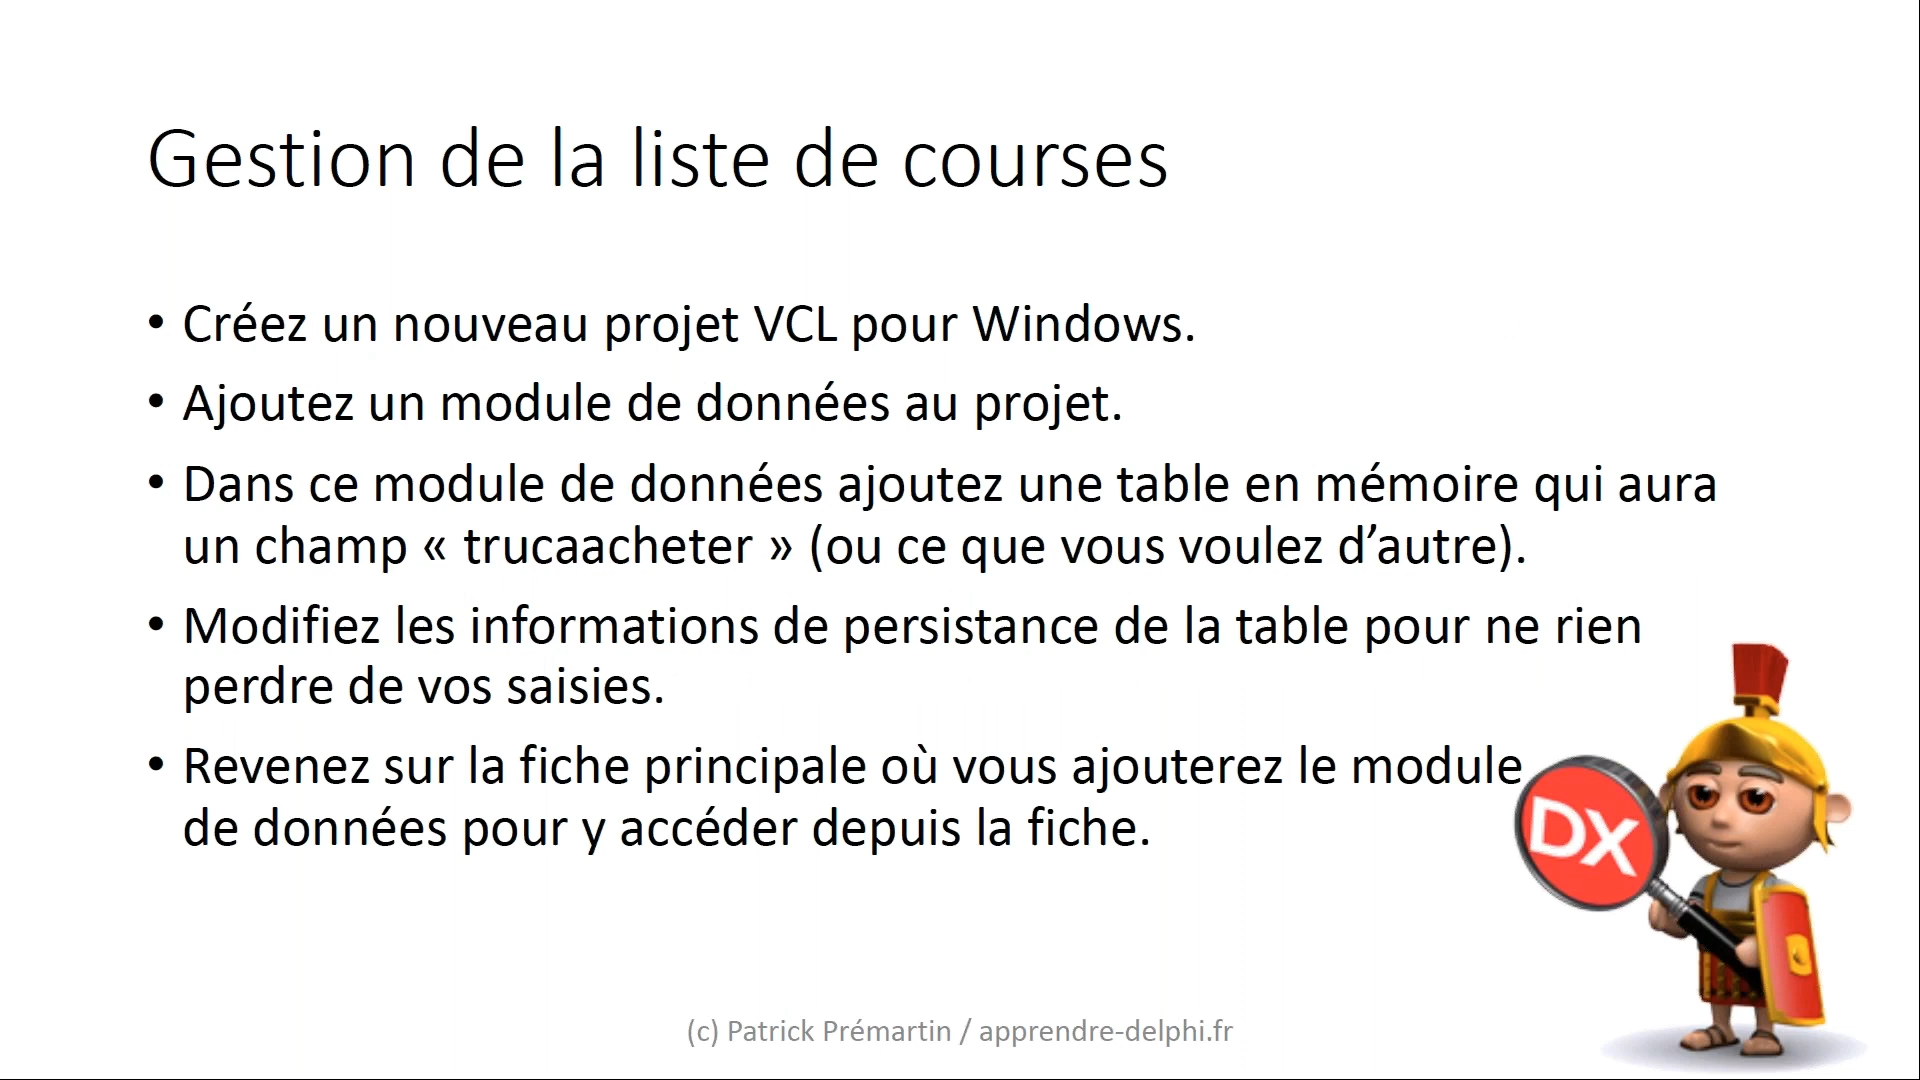 Gestion de la liste de courses
• Créez un nouveau projet VCL pour Windows.
• Ajoutez un module de données au projet.
• Dans ce module de données ajoutez une table en mémoire qui aura
un champ « trucaacheter » (ou ce que vous voulez d’autre).
• Modifiez les informations de persistance de la table pour ne rien
perdre de vos saisies.
• Revenez sur la fiche principale où vous ajouterez le module
de données pour y accéder depuis la fiche.
DX
(c) Patrick Prémartin / apprendre-delphi.fr